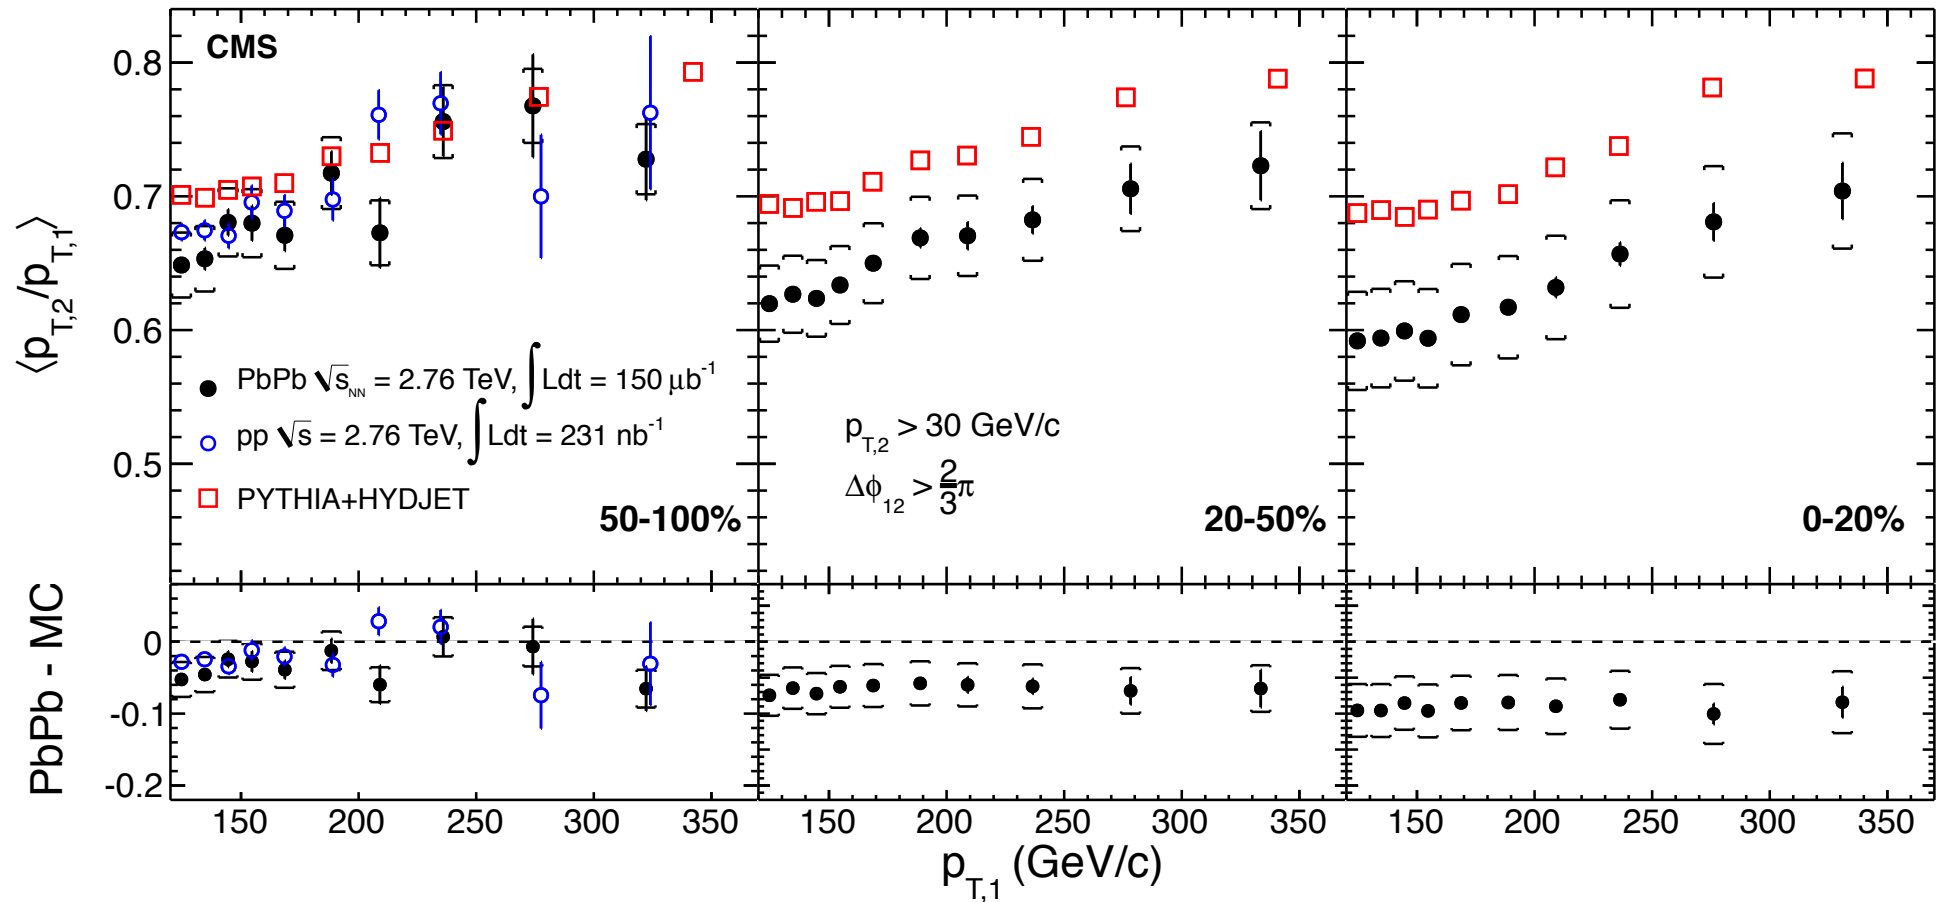 CMS
⟨p_T,2/p_T,1⟩
0.8
0.7
0.6
0.5
PbPb √s_NN = 2.76 TeV, ∫Ldt = 150 μb^-1
pp √s = 2.76 TeV, ∫Ldt = 231 nb^-1
PYTHIA+HYDJET
50-100%
p_T,2 > 30 GeV/c
Δϕ_12 > 2/3 π
20-50%
0-20%
PbPb - MC
0
-0.1
-0.2
150 200 250 300 350
150 200 250 300 350
150 200 250 300 350
p_T,1 (GeV/c)